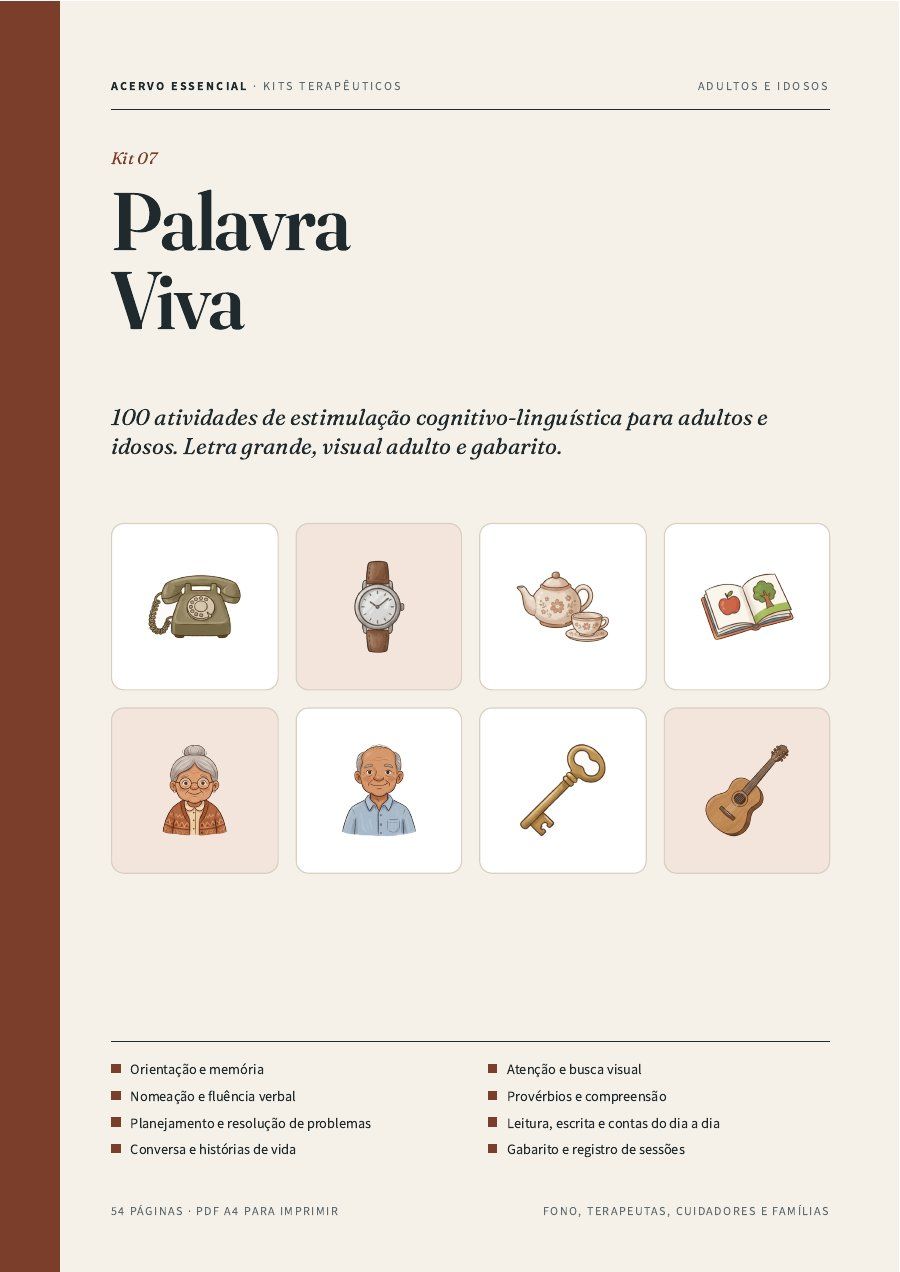 ACERVO ESSENCIAL · KITS TERAPÊUTICOS
ADULTOS E IDOSOS
Kit 07
Palavra
Viva
100 atividades de estimulação cognitivo-linguística para adultos e
idosos. Letra grande, visual adulto e gabarito.
Orientação e memória
Nomeação e fluência verbal
Planejamento e resolução de problemas
Conversa e histórias de vida
Atenção e busca visual
Provérbios e compreensão
Leitura, escrita e contas do dia a dia
Gabarito e registro de sessões
54 PÁGINAS · PDF A4 PARA IMPRIMIR
FONO, TERAPEUTAS, CUIDADORES E FAMÍLIAS